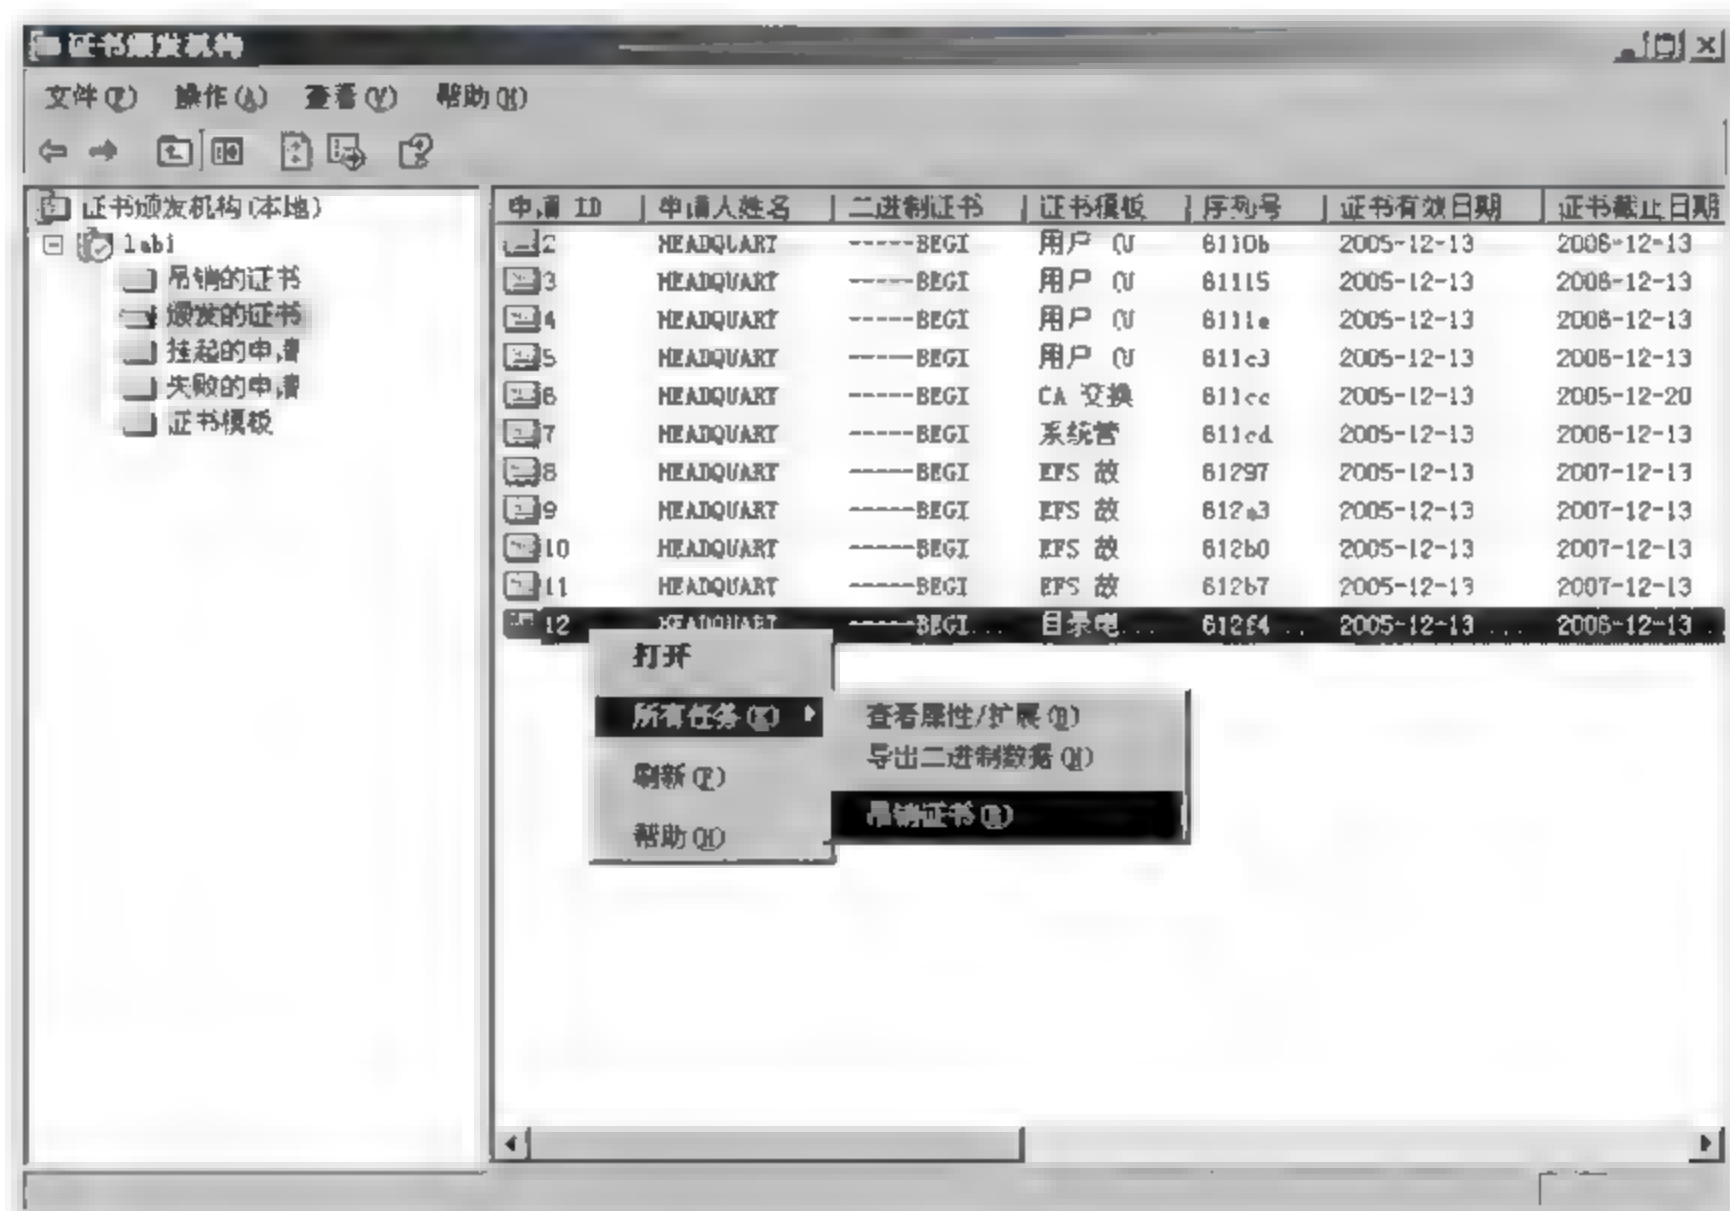 证书颁发机构
文件(F) 操作(A) 查看(V) 帮助(H)
证书颁发机构(本地)
labi
吊销的证书
颁发的证书
挂起的申请
失败的申请
证书模板
申请 ID 申请人姓名 二进制证书 证书模板 序列号 证书有效日期 证书截止日期
2 HEADQUART -----BEGI 用户 (U 6110b 2005-12-13 2006-12-13
3 HEADQUART -----BEGI 用户 (U 61115 2005-12-13 2006-12-13
4 HEADQUART -----BEGI 用户 (U 6111e 2005-12-13 2006-12-13
5 HEADQUART -----BEGI 用户 (U 611c3 2005-12-13 2006-12-13
6 HEADQUART -----BEGI CA 交换 611cc 2005-12-13 2005-12-20
7 HEADQUART -----BEGI 系统管 611cd 2005-12-13 2006-12-13
8 HEADQUART -----BEGI EFS 故 61297 2005-12-13 2007-12-13
9 HEADQUART -----BEGI EFS 故 612a3 2005-12-13 2007-12-13
10 HEADQUART -----BEGI EFS 故 612b0 2005-12-13 2007-12-13
11 HEADQUART -----BEGI EFS 故 612b7 2005-12-13 2007-12-13
12 HEADQUART -----BEGI... 目录电... 612f4... 2005-12-13... 2006-12-13..
打开
所有任务(K)
刷新(F)
帮助(H)
查看属性/扩展(B)
导出二进制数据(N)
吊销证书(R)